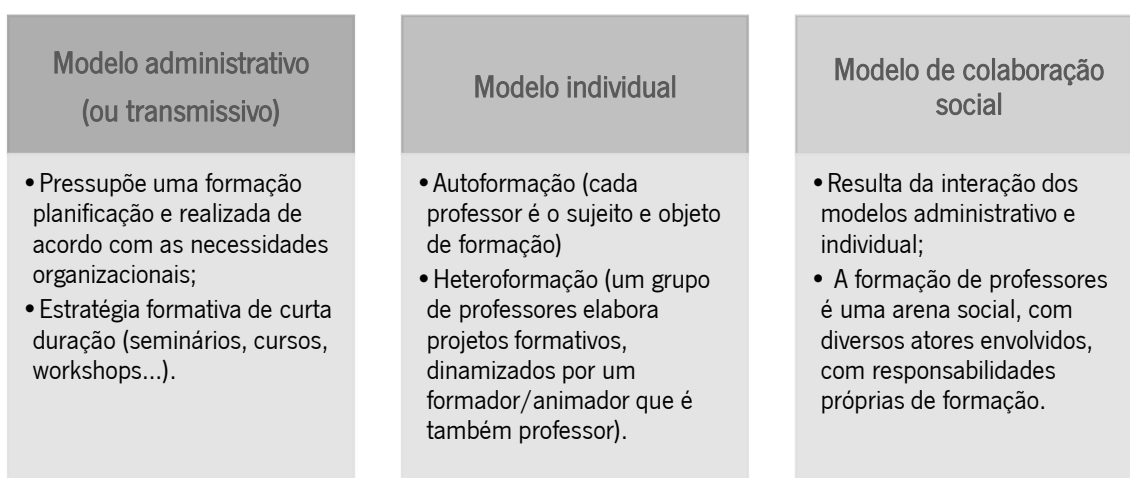 Modelo administrativo
(ou transmissivo)
• Pressupõe uma formação
planificação e realizada de
acordo com as necessidades
organizacionais;
• Estratégia formativa de curta
duração (seminários, cursos,
workshops...).
Modelo individual
• Autoformação (cada
professor é o sujeito e objeto
de formação)
• Heteroformação (um grupo
de professores elabora
projetos formativos,
dinamizados por um
formador/animador que é
também professor).
Modelo de colaboração
social
• Resulta da interação dos
modelos administrativo e
individual;
• A formação de professores
é uma arena social, com
diversos atores envolvidos,
com responsabilidades
próprias de formação.